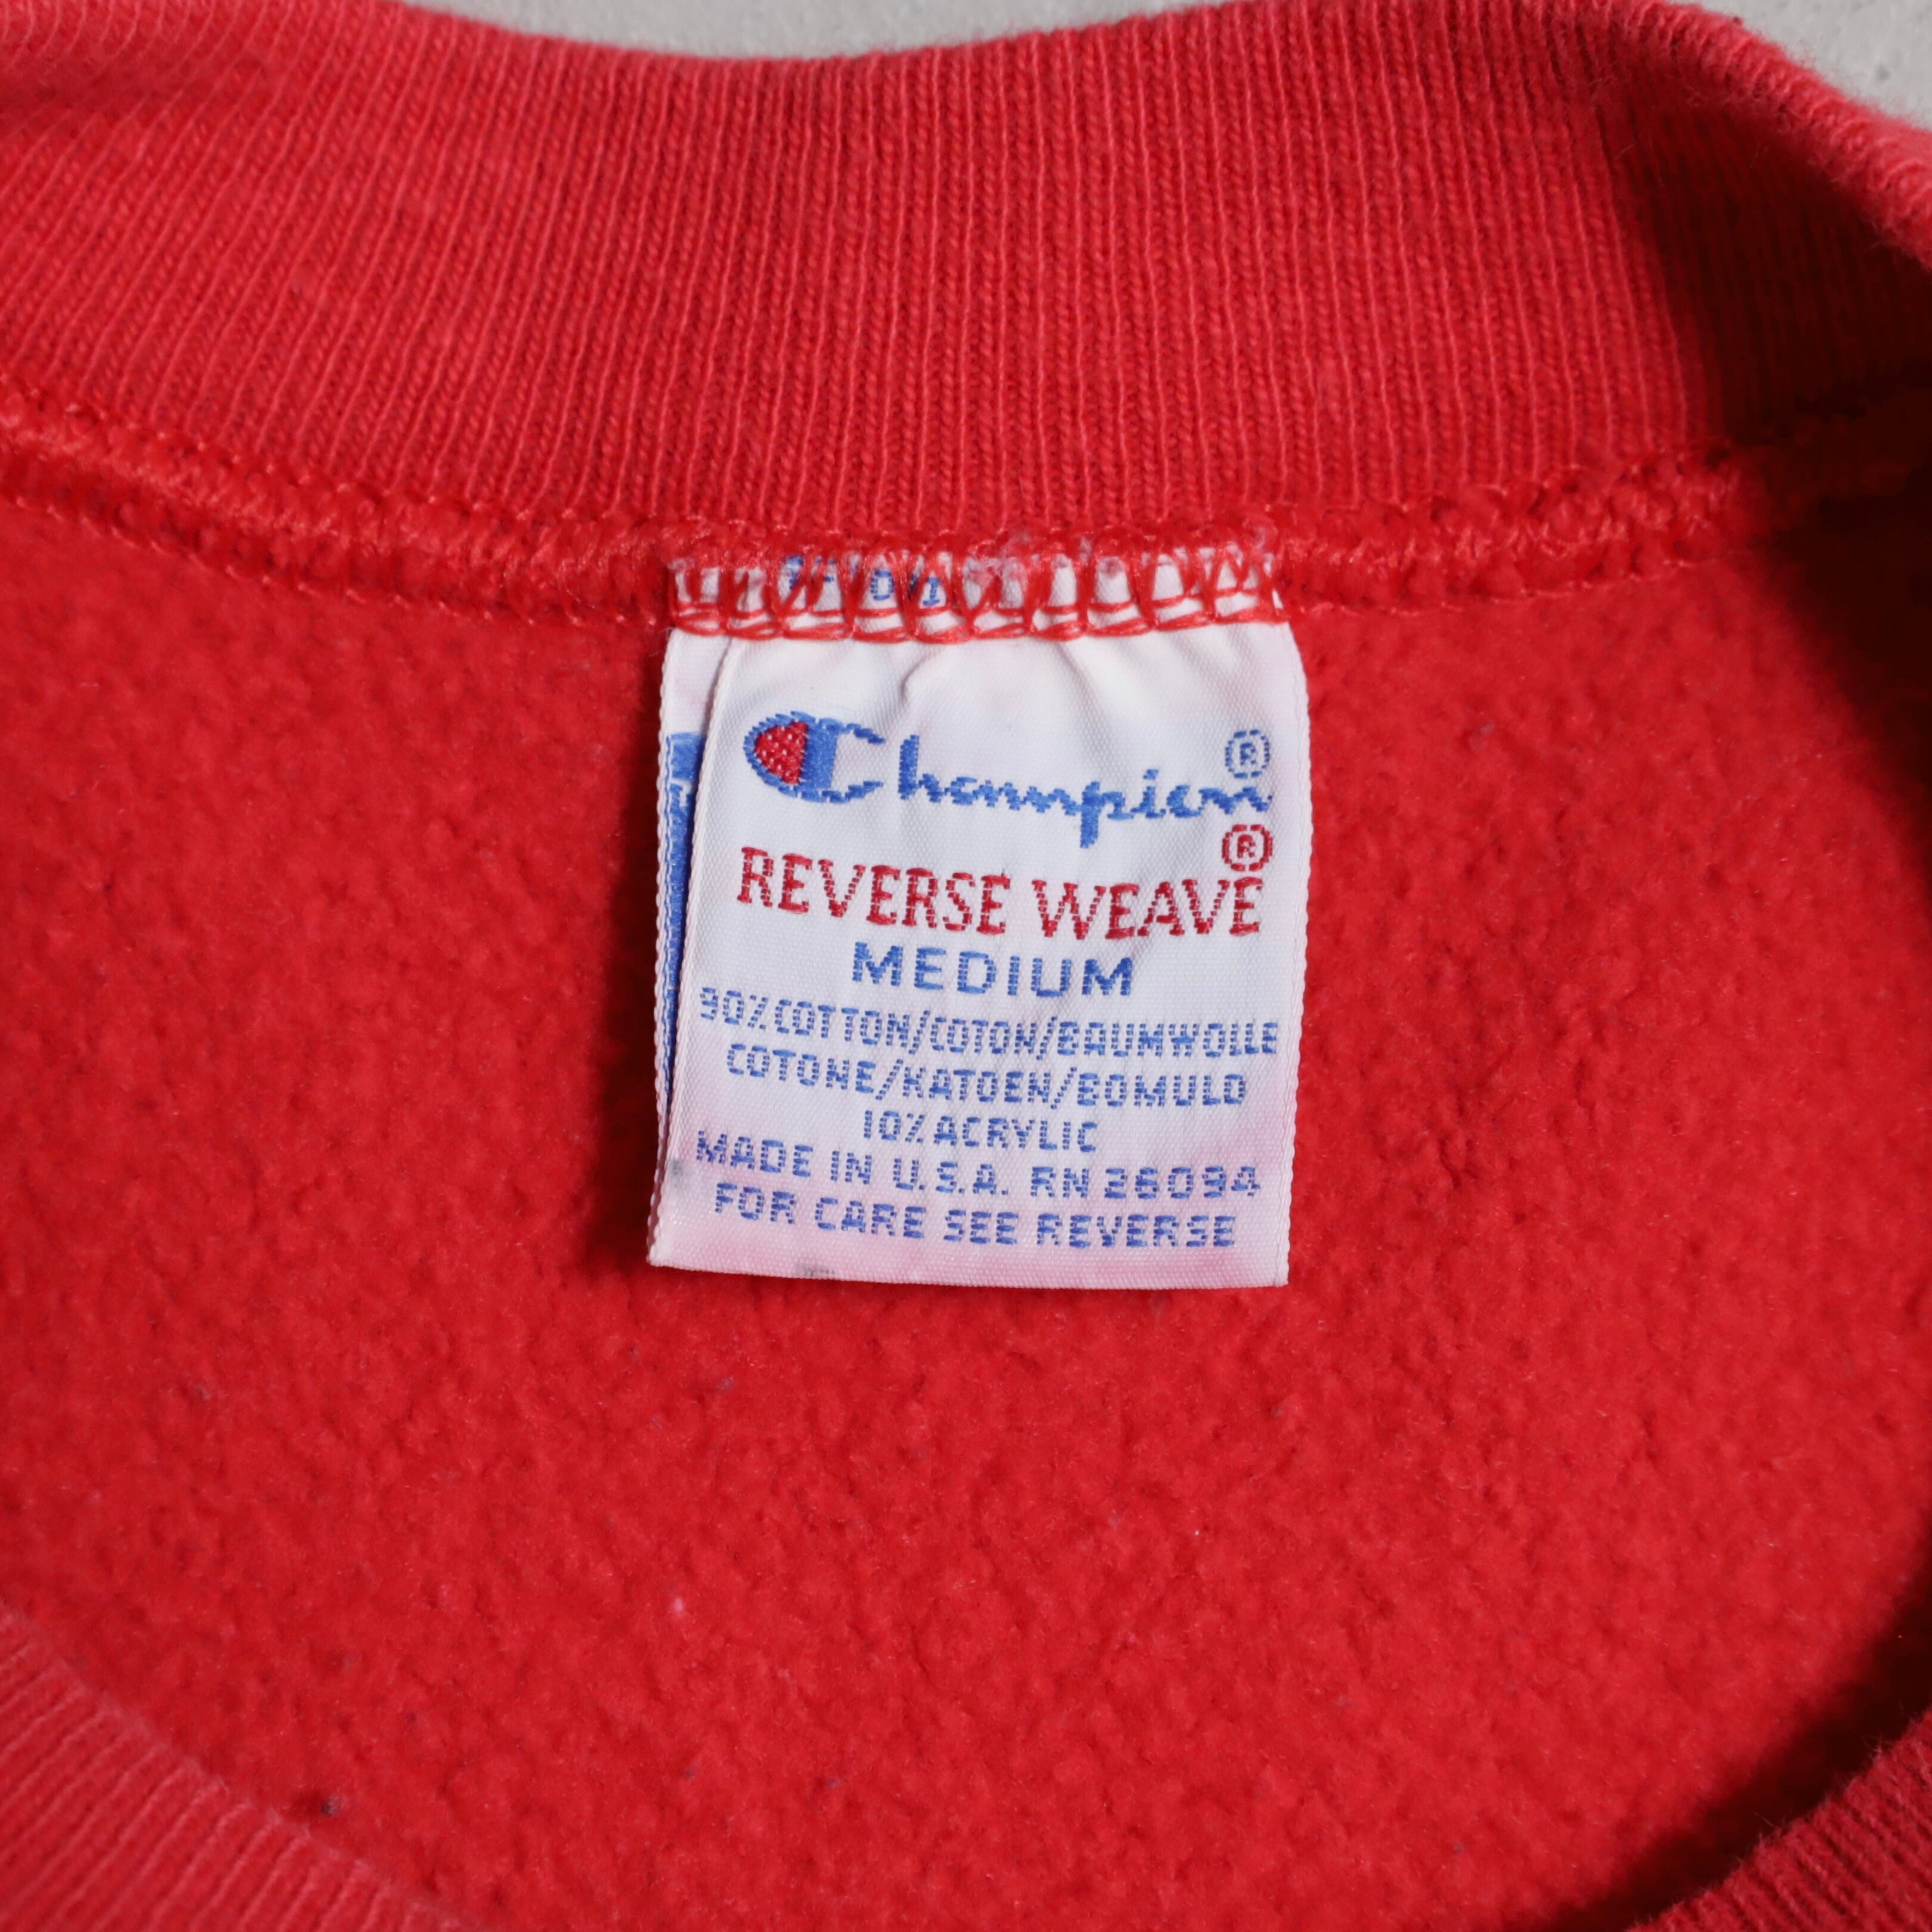 Champion®
REVERSE WEAVE®
MEDIUM
90% COTTON/COTON/BAUMWOLLE
COTONE/KATOEN/BOMULD
10% ACRYLIC
MADE IN U.S.A. RN 26094
FOR CARE SEE REVERSE